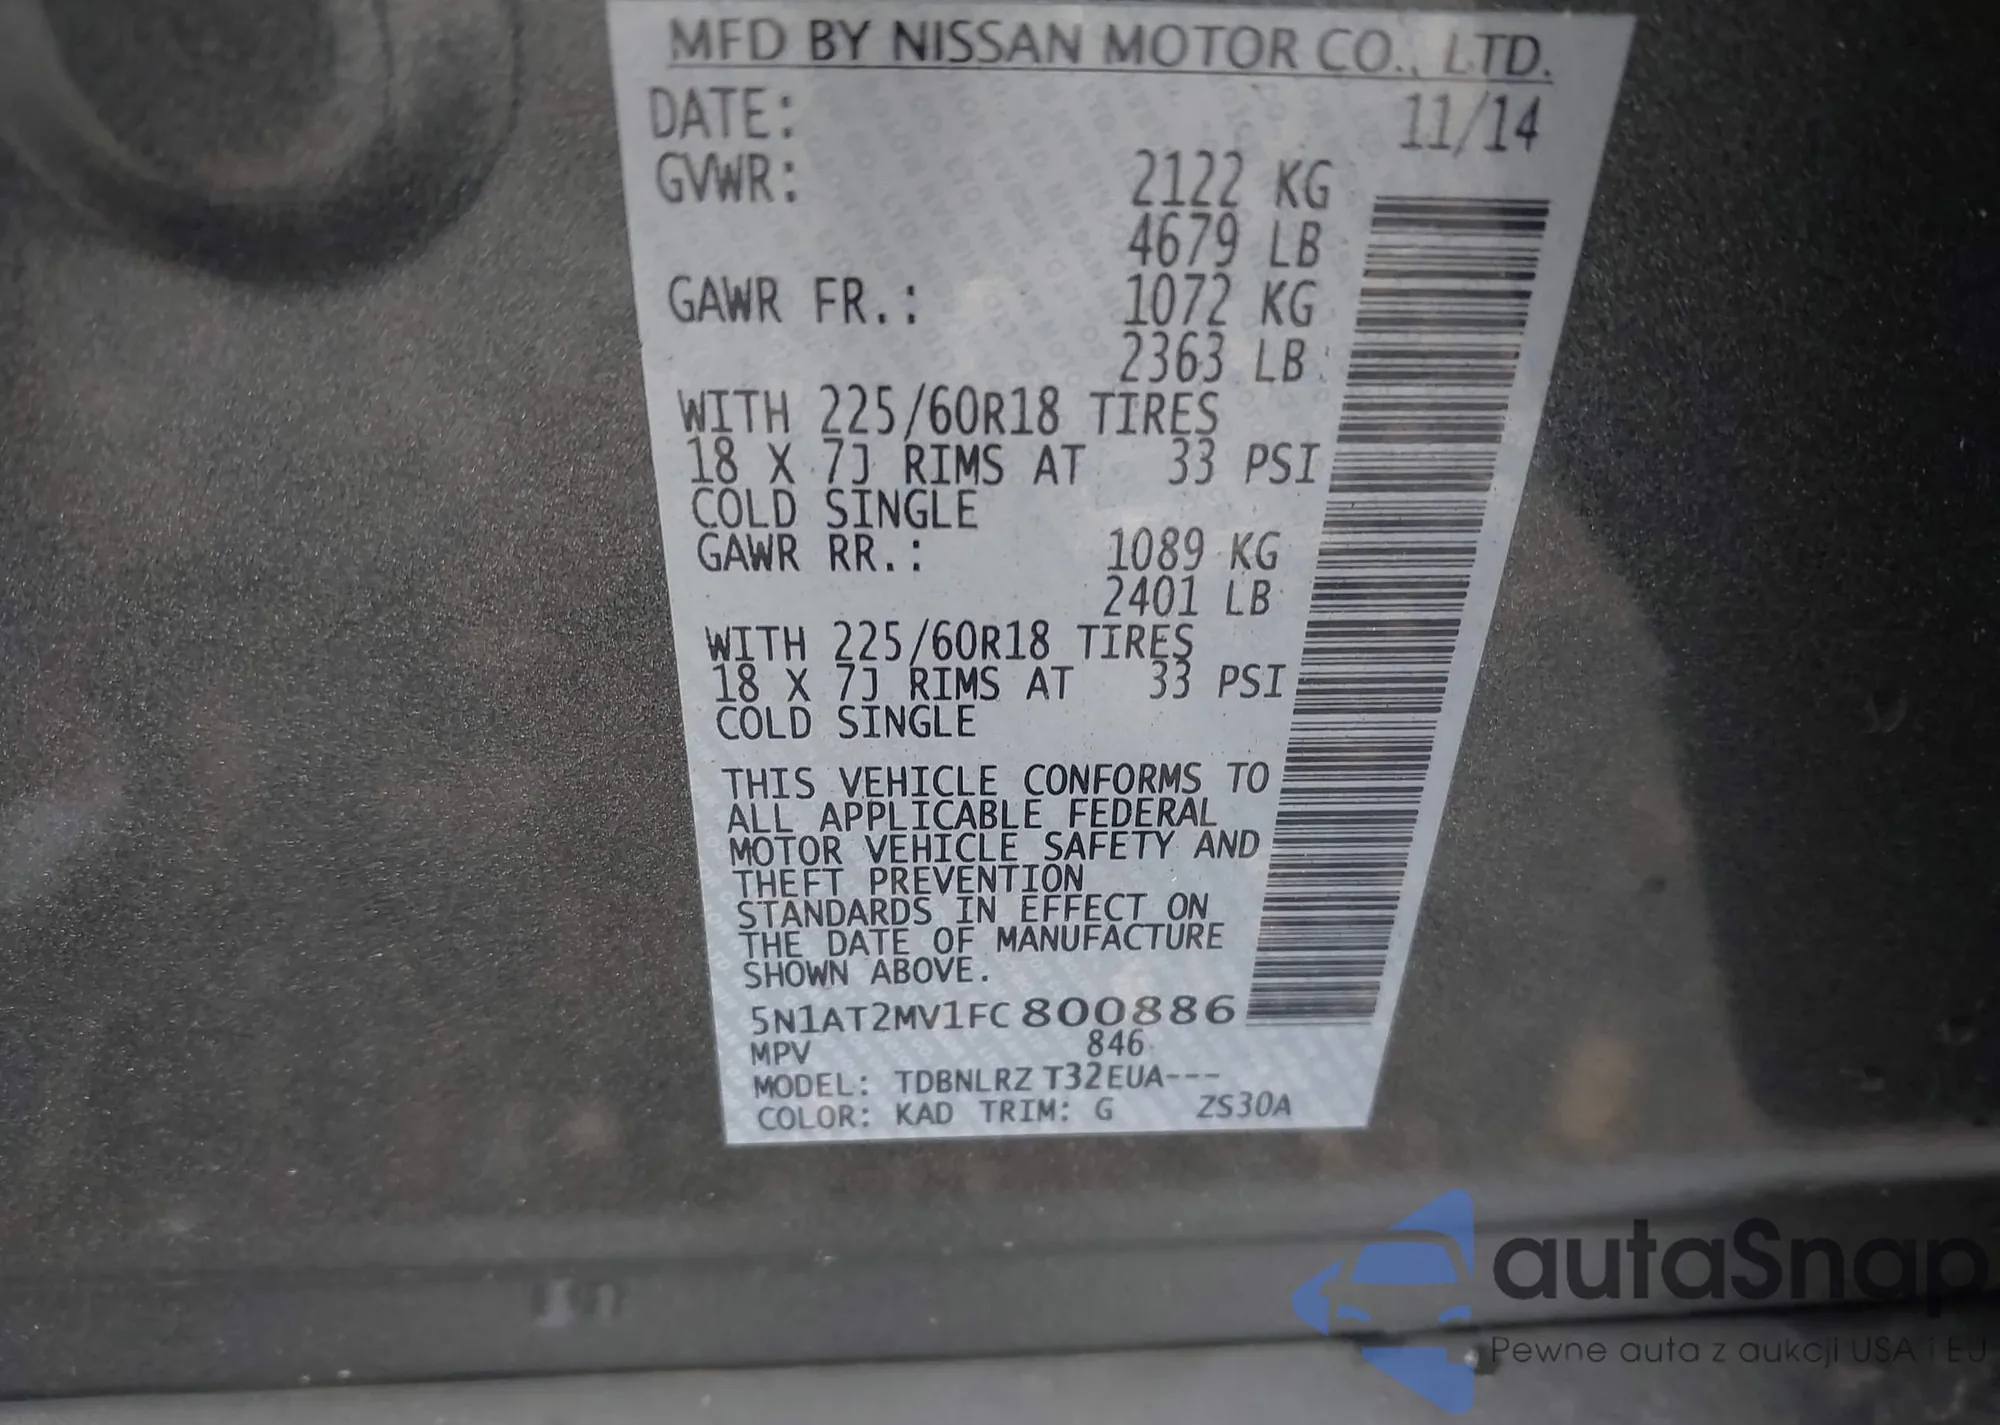 MFD BY NISSAN MOTOR CO., LTD.
DATE: 11/14
GVWR: 2122 KG
4679 LB
GAWR FR.: 1072 KG
2363 LB
WITH 225/60R18 TIRES
18 X 7J RIMS AT 33 PSI
COLD SINGLE
GAWR RR.: 1089 KG
2401 LB
WITH 225/60R18 TIRES
18 X 7J RIMS AT 33 PSI
COLD SINGLE
THIS VEHICLE CONFORMS TO
ALL APPLICABLE FEDERAL
MOTOR VEHICLE SAFETY AND
THEFT PREVENTION
STANDARDS IN EFFECT ON
THE DATE OF MANUFACTURE
SHOWN ABOVE.
5N1AT2MV1FC800886
MPV 846
MODEL: TDBNLRZ T32EUA---
COLOR: KAD TRIM: G ZS30A
autaSnap
Pewne auta z aukcji USA i EU